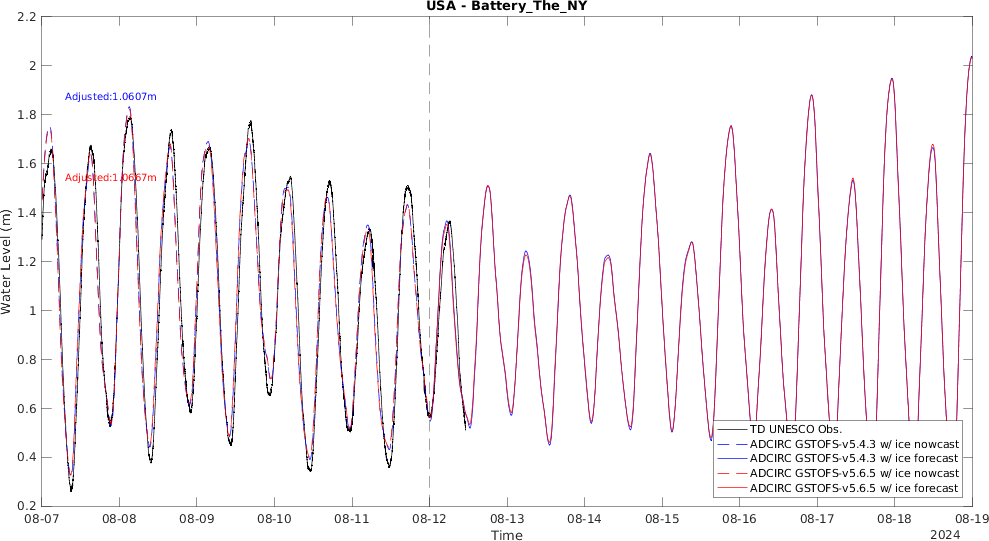 USA - Battery_The_NY
2.2
2
1.8
1.6
1.4
1.2
1
0.8
0.6
0.4
0.2
Water Level (m)
Adjusted:1.0607m
Adjusted:1.0667m
TD UNESCO Obs.
ADCIRC GSTOFS-v5.4.3 w/ ice nowcast
ADCIRC GSTOFS-v5.4.3 w/ ice forecast
ADCIRC GSTOFS-v5.6.5 w/ ice nowcast
ADCIRC GSTOFS-v5.6.5 w/ ice forecast
08-07 08-08 08-09 08-10 08-11 08-12 08-13 08-14 08-15 08-16 08-17 08-18 08-19
Time
2024